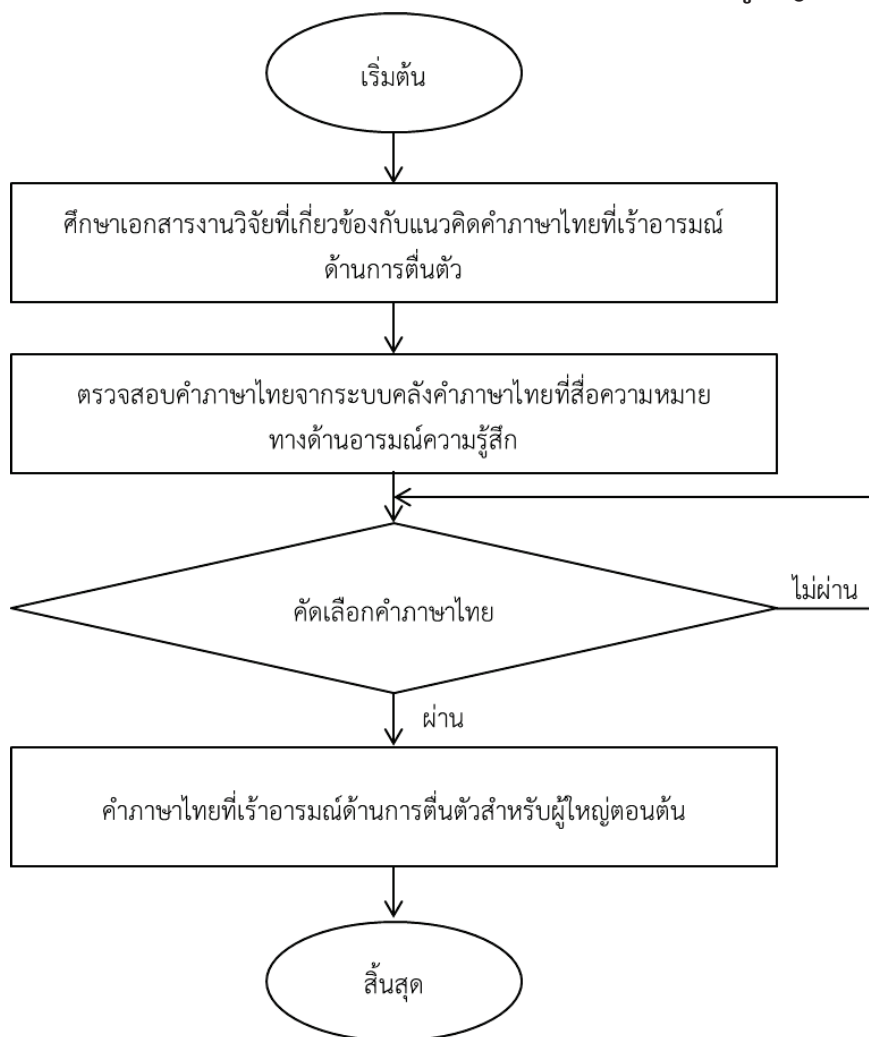 เริ่มต้น
ศึกษาเอกสารงานวิจัยที่เกี่ยวข้องกับแนวคิดคำภาษาไทยที่เร้าอารมณ์
ด้านการตื่นตัว
ตรวจสอบคำภาษาไทยจากระบบคลังคำภาษาไทยที่สื่อความหมาย
ทางด้านอารมณ์ความรู้สึก
คัดเลือกคำภาษาไทย
ไม่ผ่าน
ผ่าน
คำภาษาไทยที่เร้าอารมณ์ด้านการตื่นตัวสำหรับผู้ใหญ่ตอนต้น
สิ้นสุด